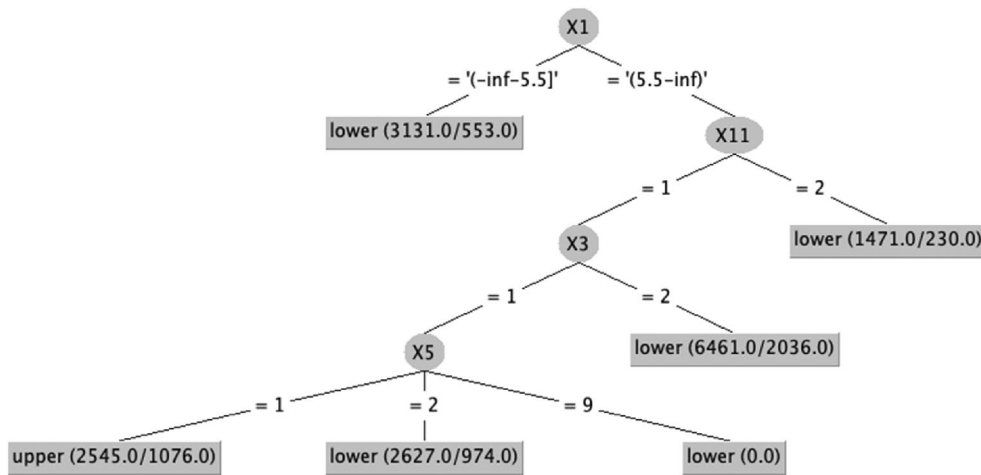 X1
= '(-inf-5.5]' = '(5.5-inf)'
lower (3131.0/553.0) X11
= 1 = 2
X3 lower (1471.0/230.0)
= 1 = 2
X5 lower (6461.0/2036.0)
= 1 = 2 = 9
upper (2545.0/1076.0) lower (2627.0/974.0) lower (0.0)